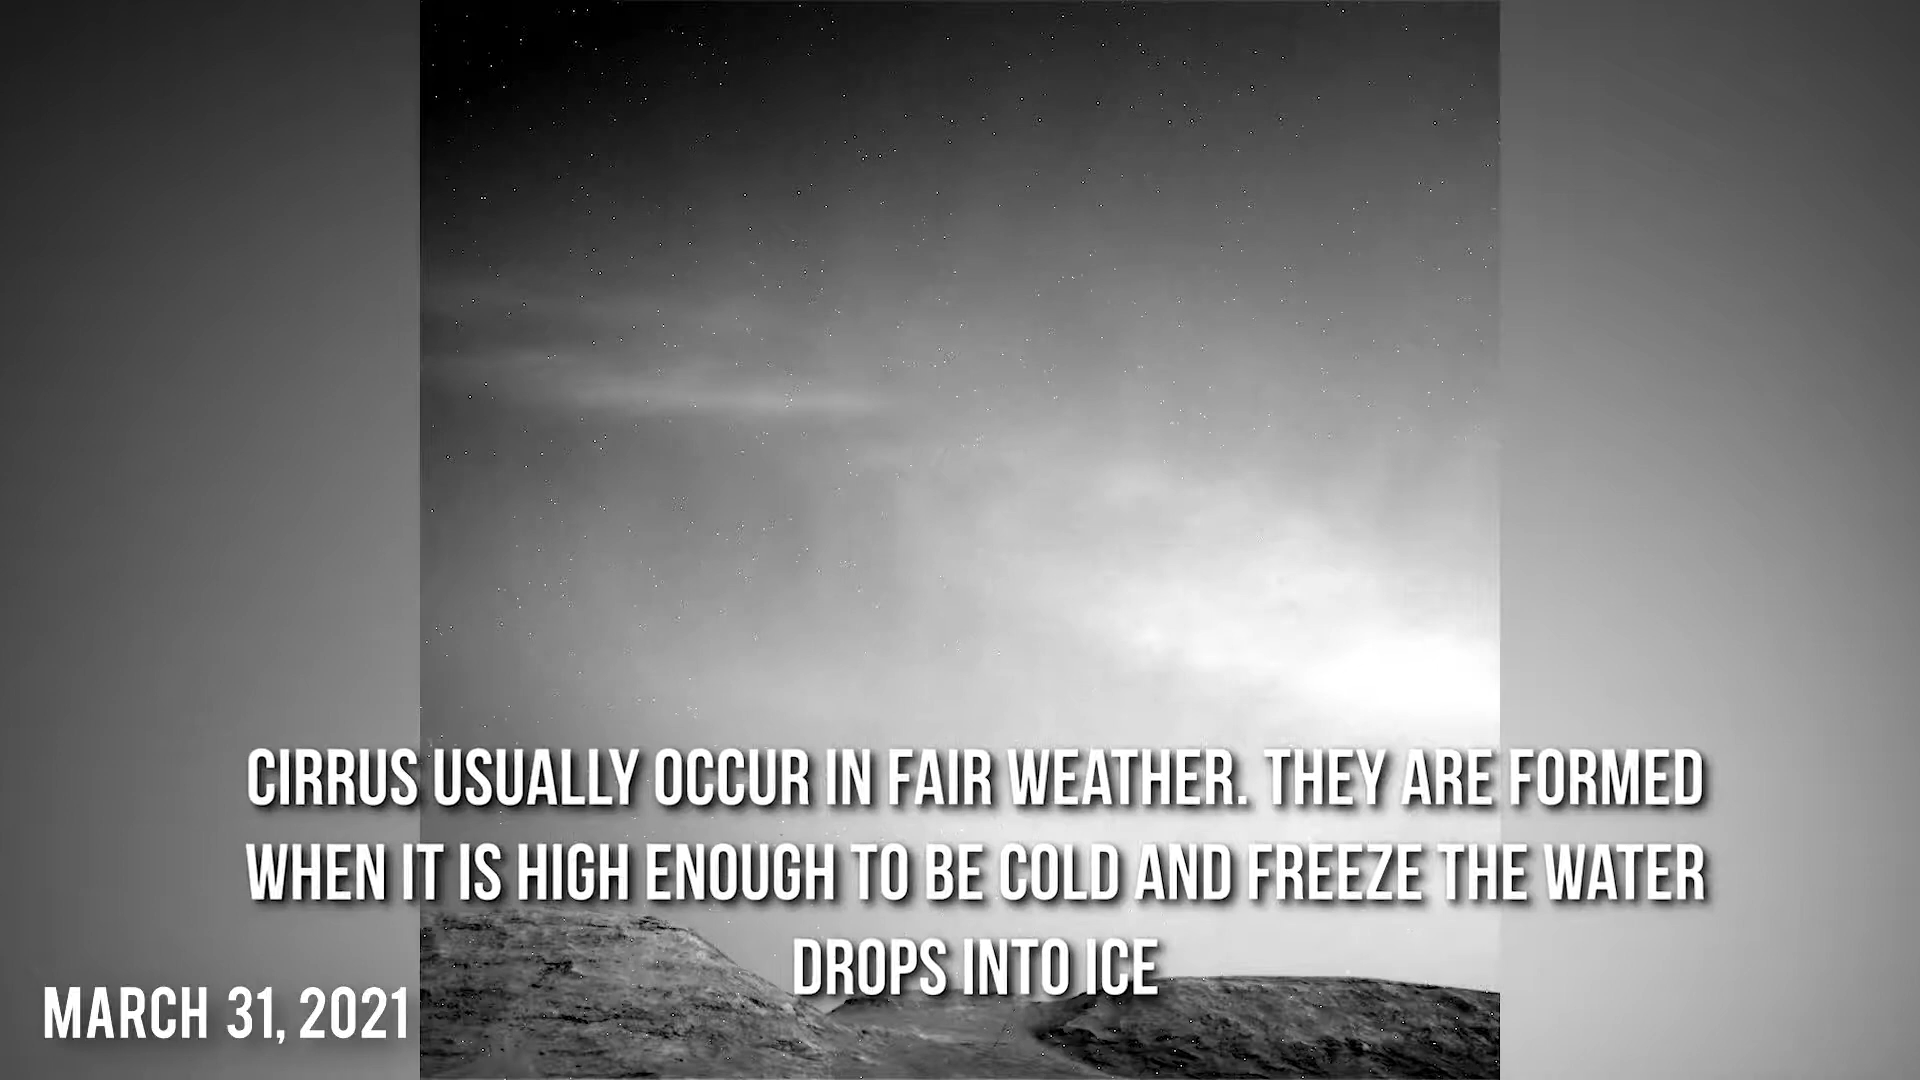 CIRRUS USUALLY OCCUR IN FAIR WEATHER. THEY ARE FORMED
WHEN IT IS HIGH ENOUGH TO BE COLD AND FREEZE THE WATER
DROPS INTO ICE
MARCH 31, 2021